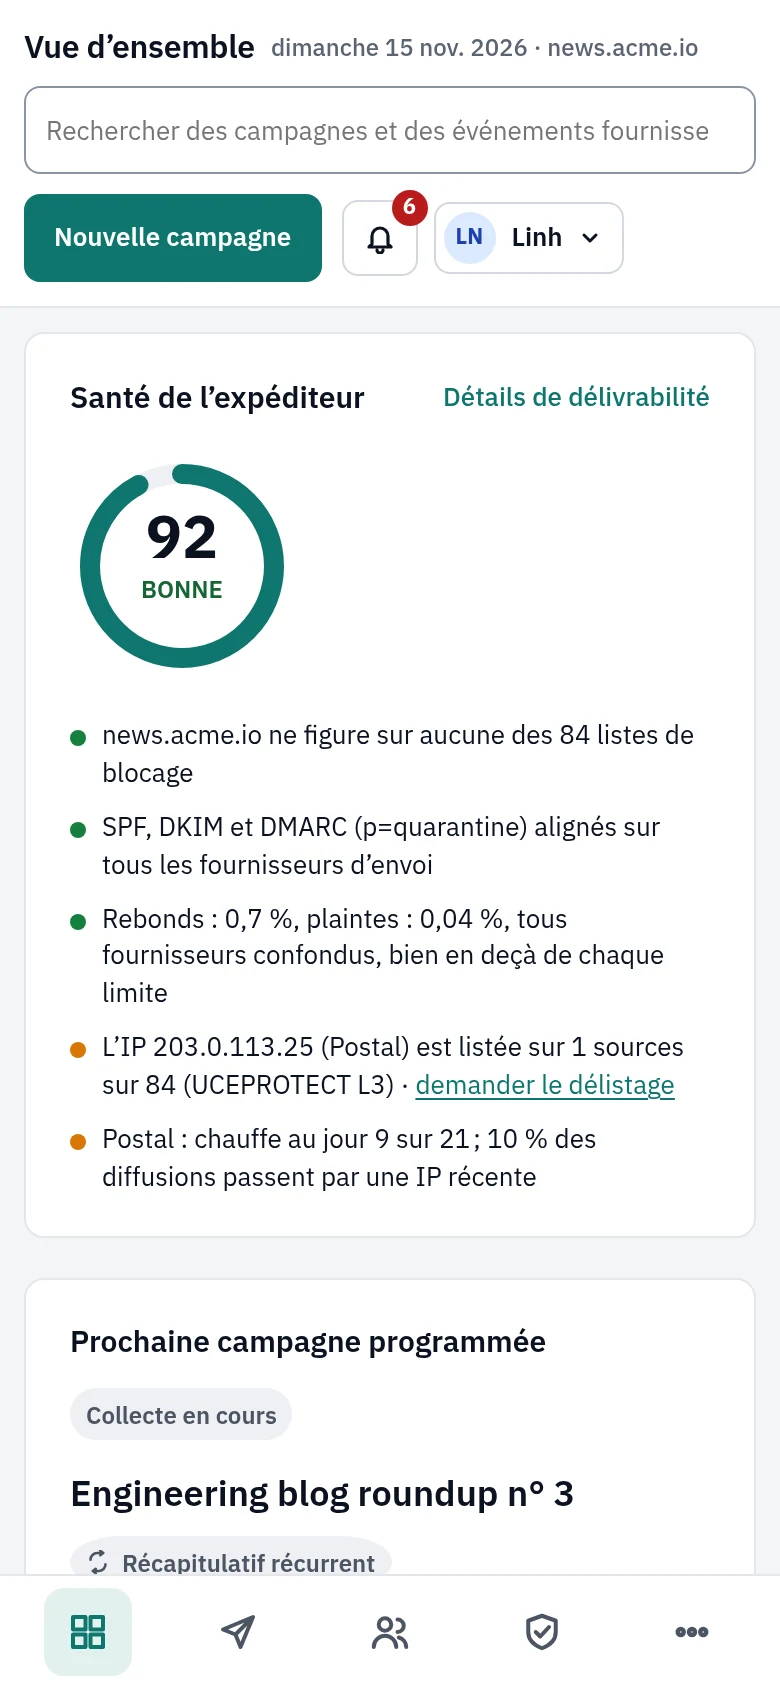 Vue d’ensemble dimanche 15 nov. 2026 · news.acme.io
Rechercher des campagnes et des événements fournisse
Nouvelle campagne
6
LN Linh
Santé de l’expéditeur
Détails de délivrabilité
92
BONNE
news.acme.io ne figure sur aucune des 84 listes de
blocage
SPF, DKIM et DMARC (p=quarantine) alignés sur
tous les fournisseurs d’envoi
Rebonds : 0,7 %, plaintes : 0,04 %, tous
fournisseurs confondus, bien en deçà de chaque
limite
L’IP 203.0.113.25 (Postal) est listée sur 1 sources
sur 84 (UCEPROTECT L3) · demander le délistage
Postal : chauffe au jour 9 sur 21 ; 10 % des
diffusions passent par une IP récente
Prochaine campagne programmée
Collecte en cours
Engineering blog roundup n° 3
Récapitulatif récurrent